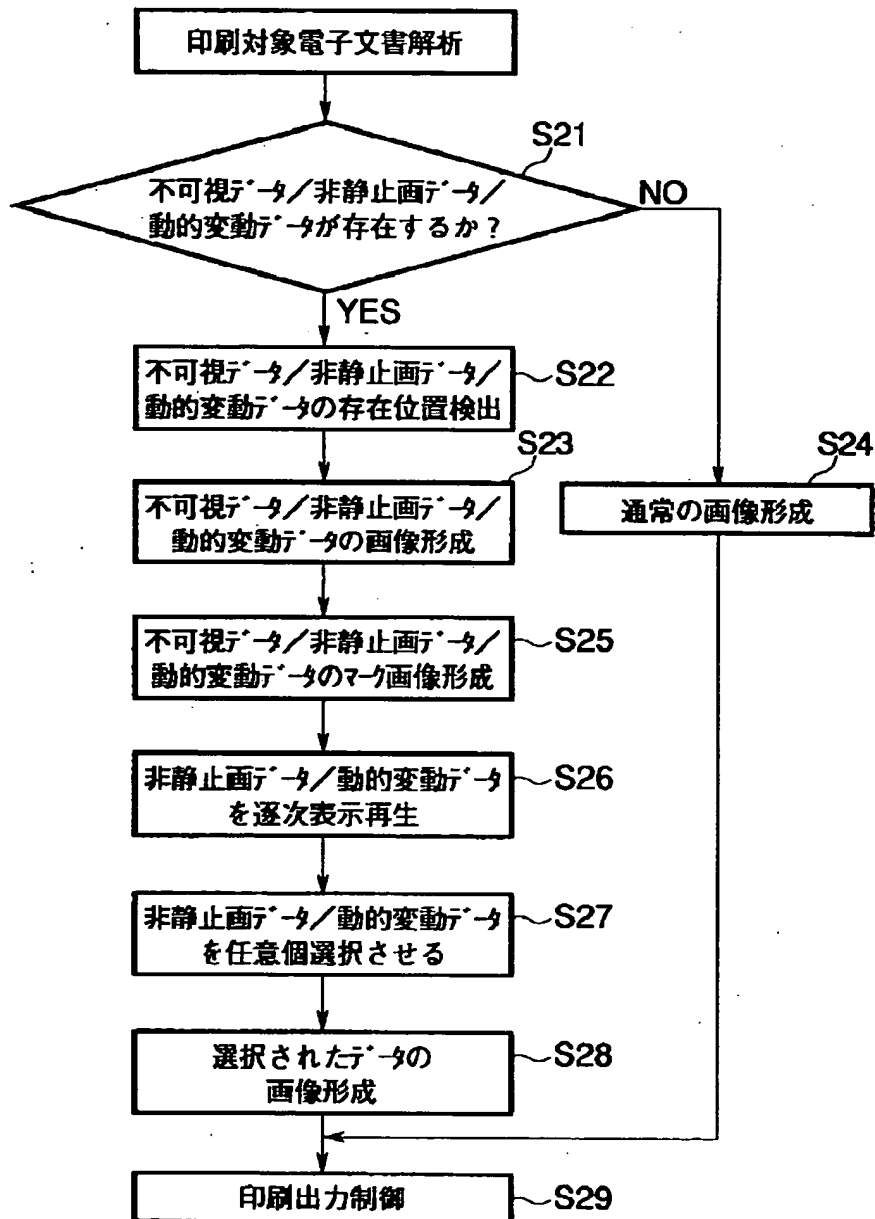 印刷対象電子文書解析
S21
不可視データ/非静止画データ/
動的変動データが存在するか?
NO
YES
不可視データ/非静止画データ/
動的変動データの存在位置検出
S22
S23
不可視データ/非静止画データ/
動的変動データの画像形成
S24
通常の画像形成
不可視データ/非静止画データ/
動的変動データのマーク画像形成
S25
非静止画データ/動的変動データ
を逐次表示再生
S26
非静止画データ/動的変動データ
を任意個選択させる
S27
選択されたデータの
画像形成
S28
印刷出力制御
S29